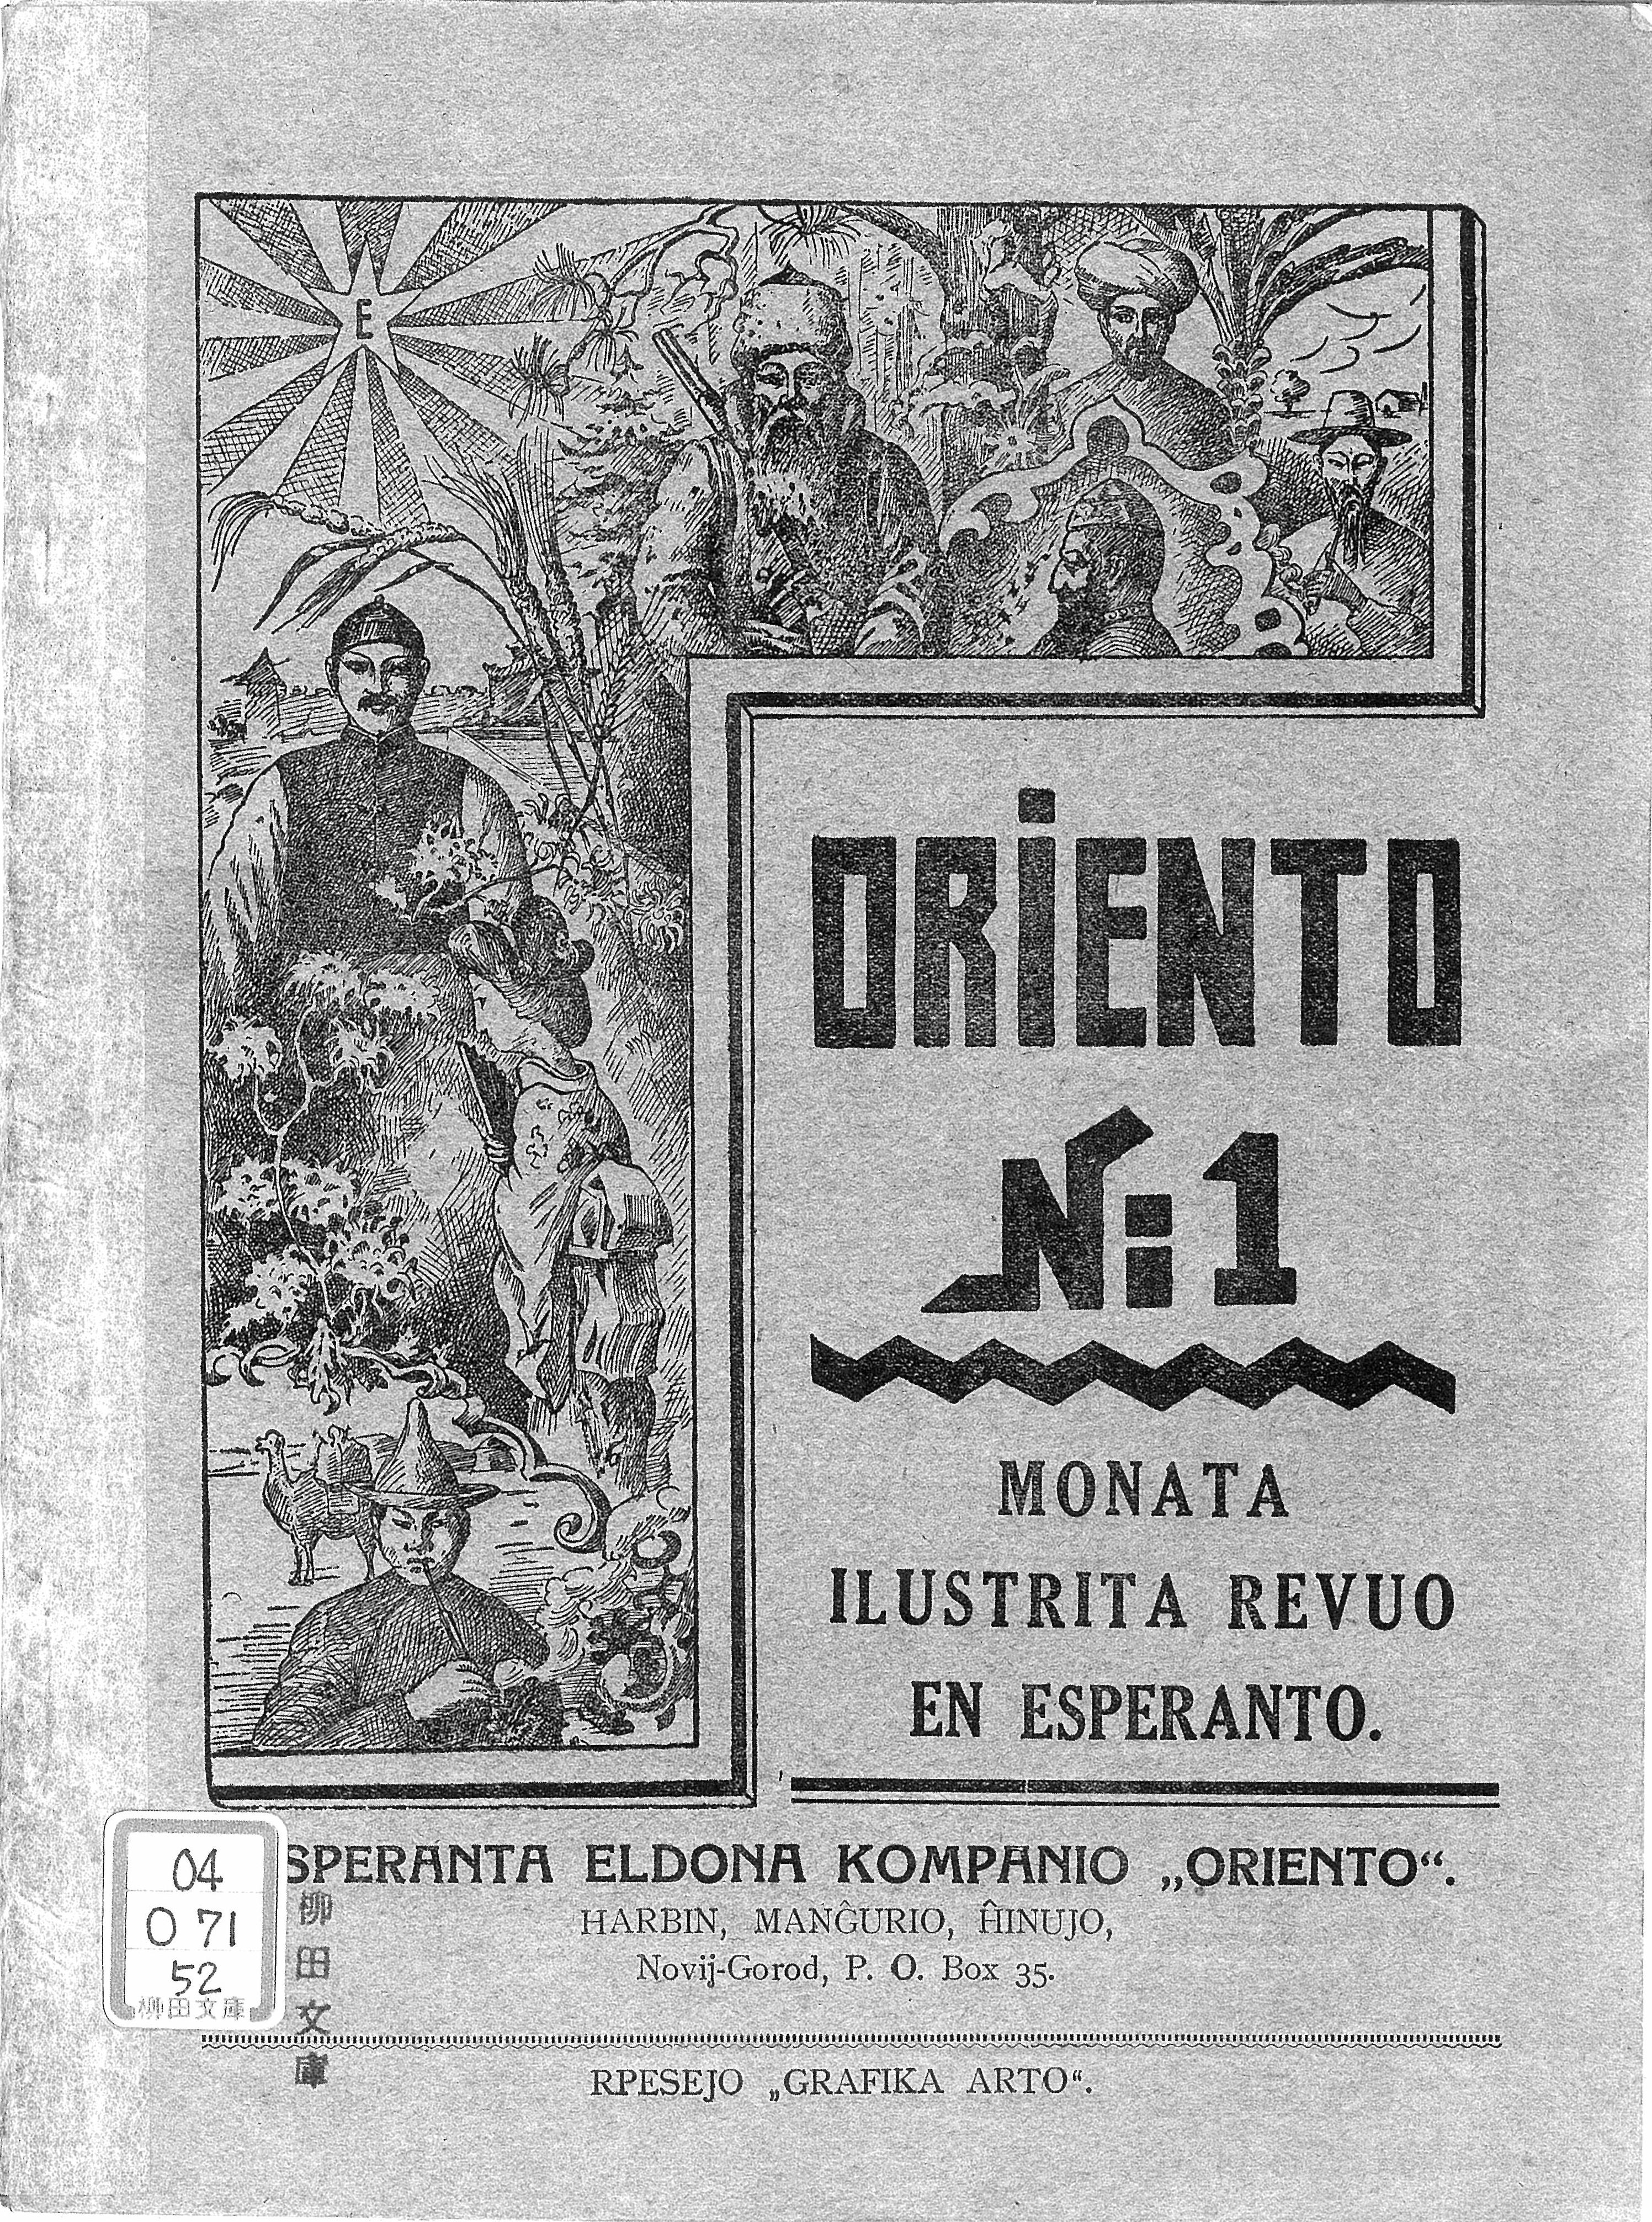 E
ORIENTO
N: 1
MONATA
ILUSTRITA REVUO
EN ESPERANTO.
SPERANTA ELDONA KOMPANIO „ORIENTO“.
HARBIN, MANĜURIO, ĤINUJO,
Novij-Gorod, P. O. Box 35.
RPESEJO „GRAFIKA ARTO“.
04
O 71
52
柳田文庫
柳田文庫